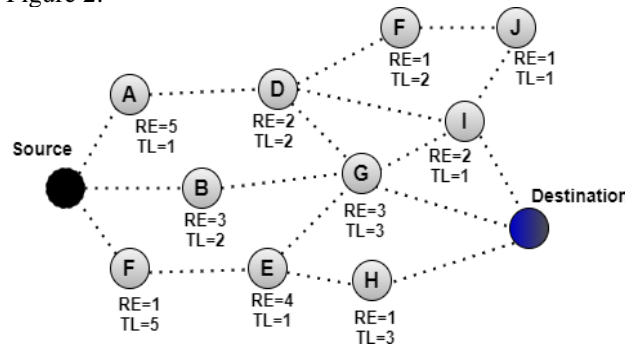 Figure 2.
F
J
RE=1
TL=2
RE=1
TL=1
A
D
RE=5
TL=1
RE=2
TL=2
I
RE=2
TL=1
Source
B
G
RE=3
TL=2
RE=3
TL=3
Destination
F
E
H
RE=1
TL=5
RE=4
TL=1
RE=1
TL=3